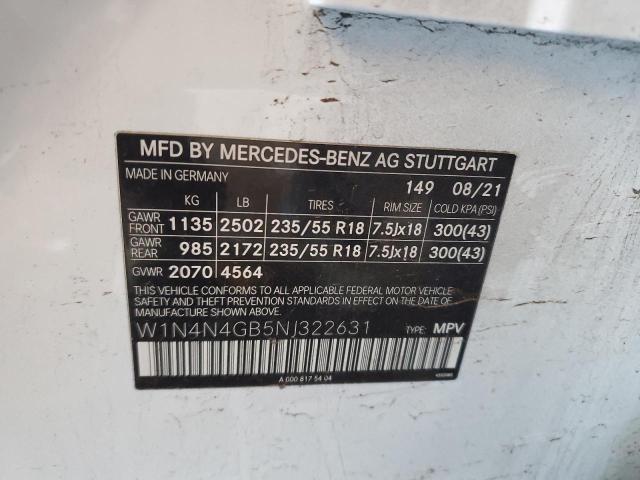 MFD BY MERCEDES-BENZ AG STUTTGART
MADE IN GERMANY 149 08/21
KG LB TIRES RIM SIZE COLD KPA(PSI)
GAWR FRONT 1135 2502 235/55 R18 7.5Jx18 300(43)
GAWR REAR 985 2172 235/55 R18 7.5Jx18 300(43)
GVWR 2070 4564
THIS VEHICLE CONFORMS TO ALL APPLICABLE FEDERAL MOTOR VEHICLE
SAFETY AND THEFT PREVENTION STANDARDS IN EFFECT ON THE DATE OF
MANUFACTURE SHOWN ABOVE.
W1N4N4GB5NJ322631 TYPE: MPV
A 000 817 54 04